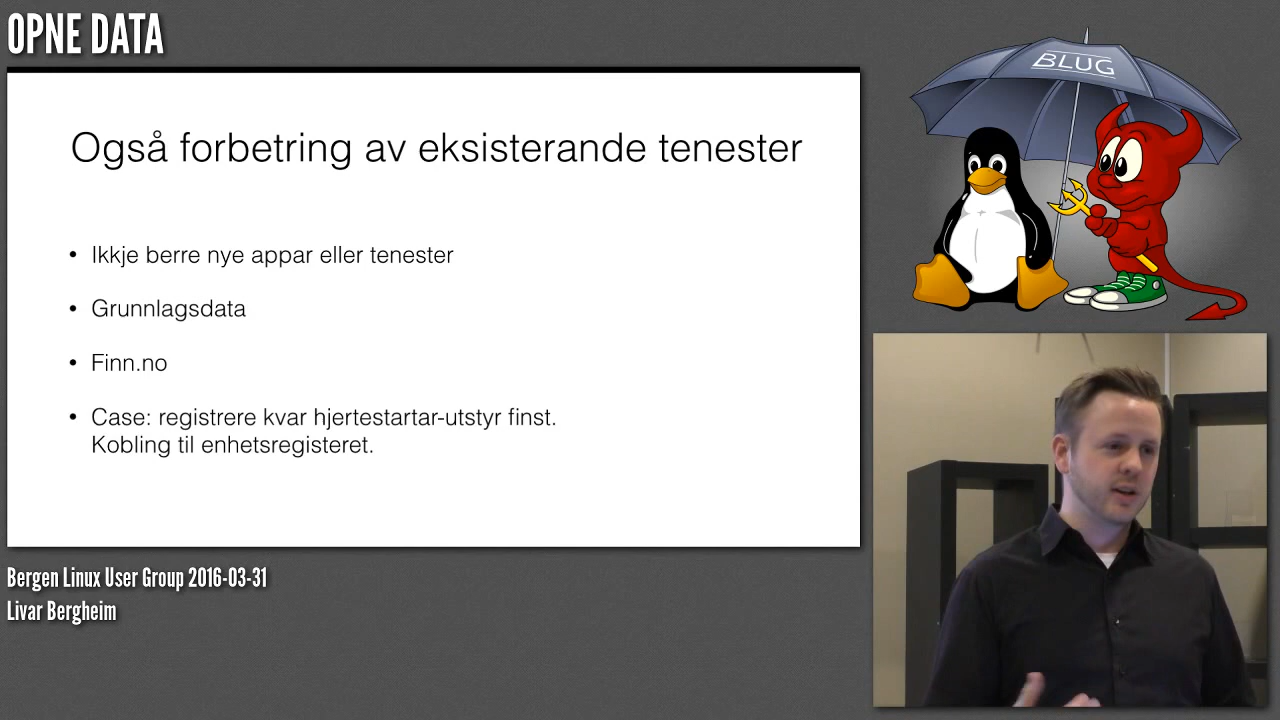 OPNE DATA
BLUG
Også forbetring av eksisterande tenester
• Ikkje berre nye appar eller tenester
• Grunnlagsdata
• Finn.no
• Case: registrere kvar hjertestartar-utstyr finst.
Kobling til enhetsregisteret.
Bergen Linux User Group 2016-03-31
Livar Bergheim